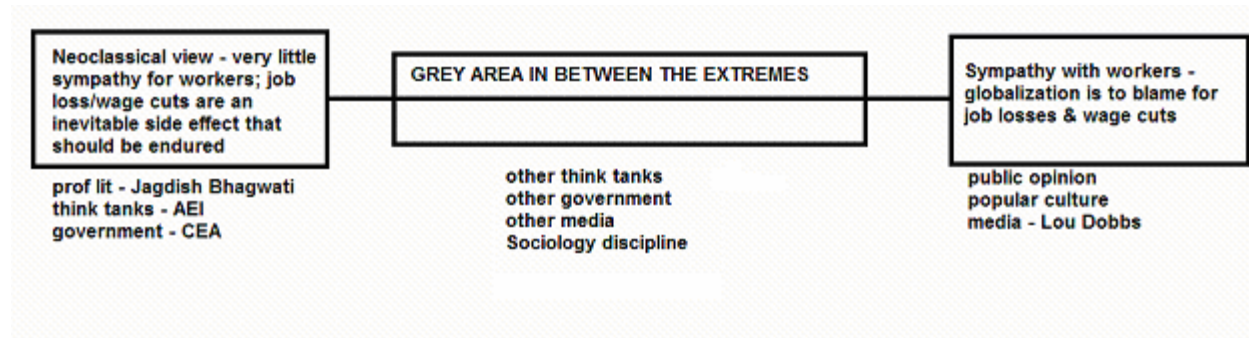 Neoclassical view - very little
sympathy for workers; job
loss/wage cuts are an
inevitable side effect that
should be endured
prof lit - Jagdish Bhagwati
think tanks - AEI
government - CEA
GREY AREA IN BETWEEN THE EXTREMES
other think tanks
other government
other media
Sociology discipline
Sympathy with workers -
globalization is to blame for
job losses & wage cuts
public opinion
popular culture
media - Lou Dobbs